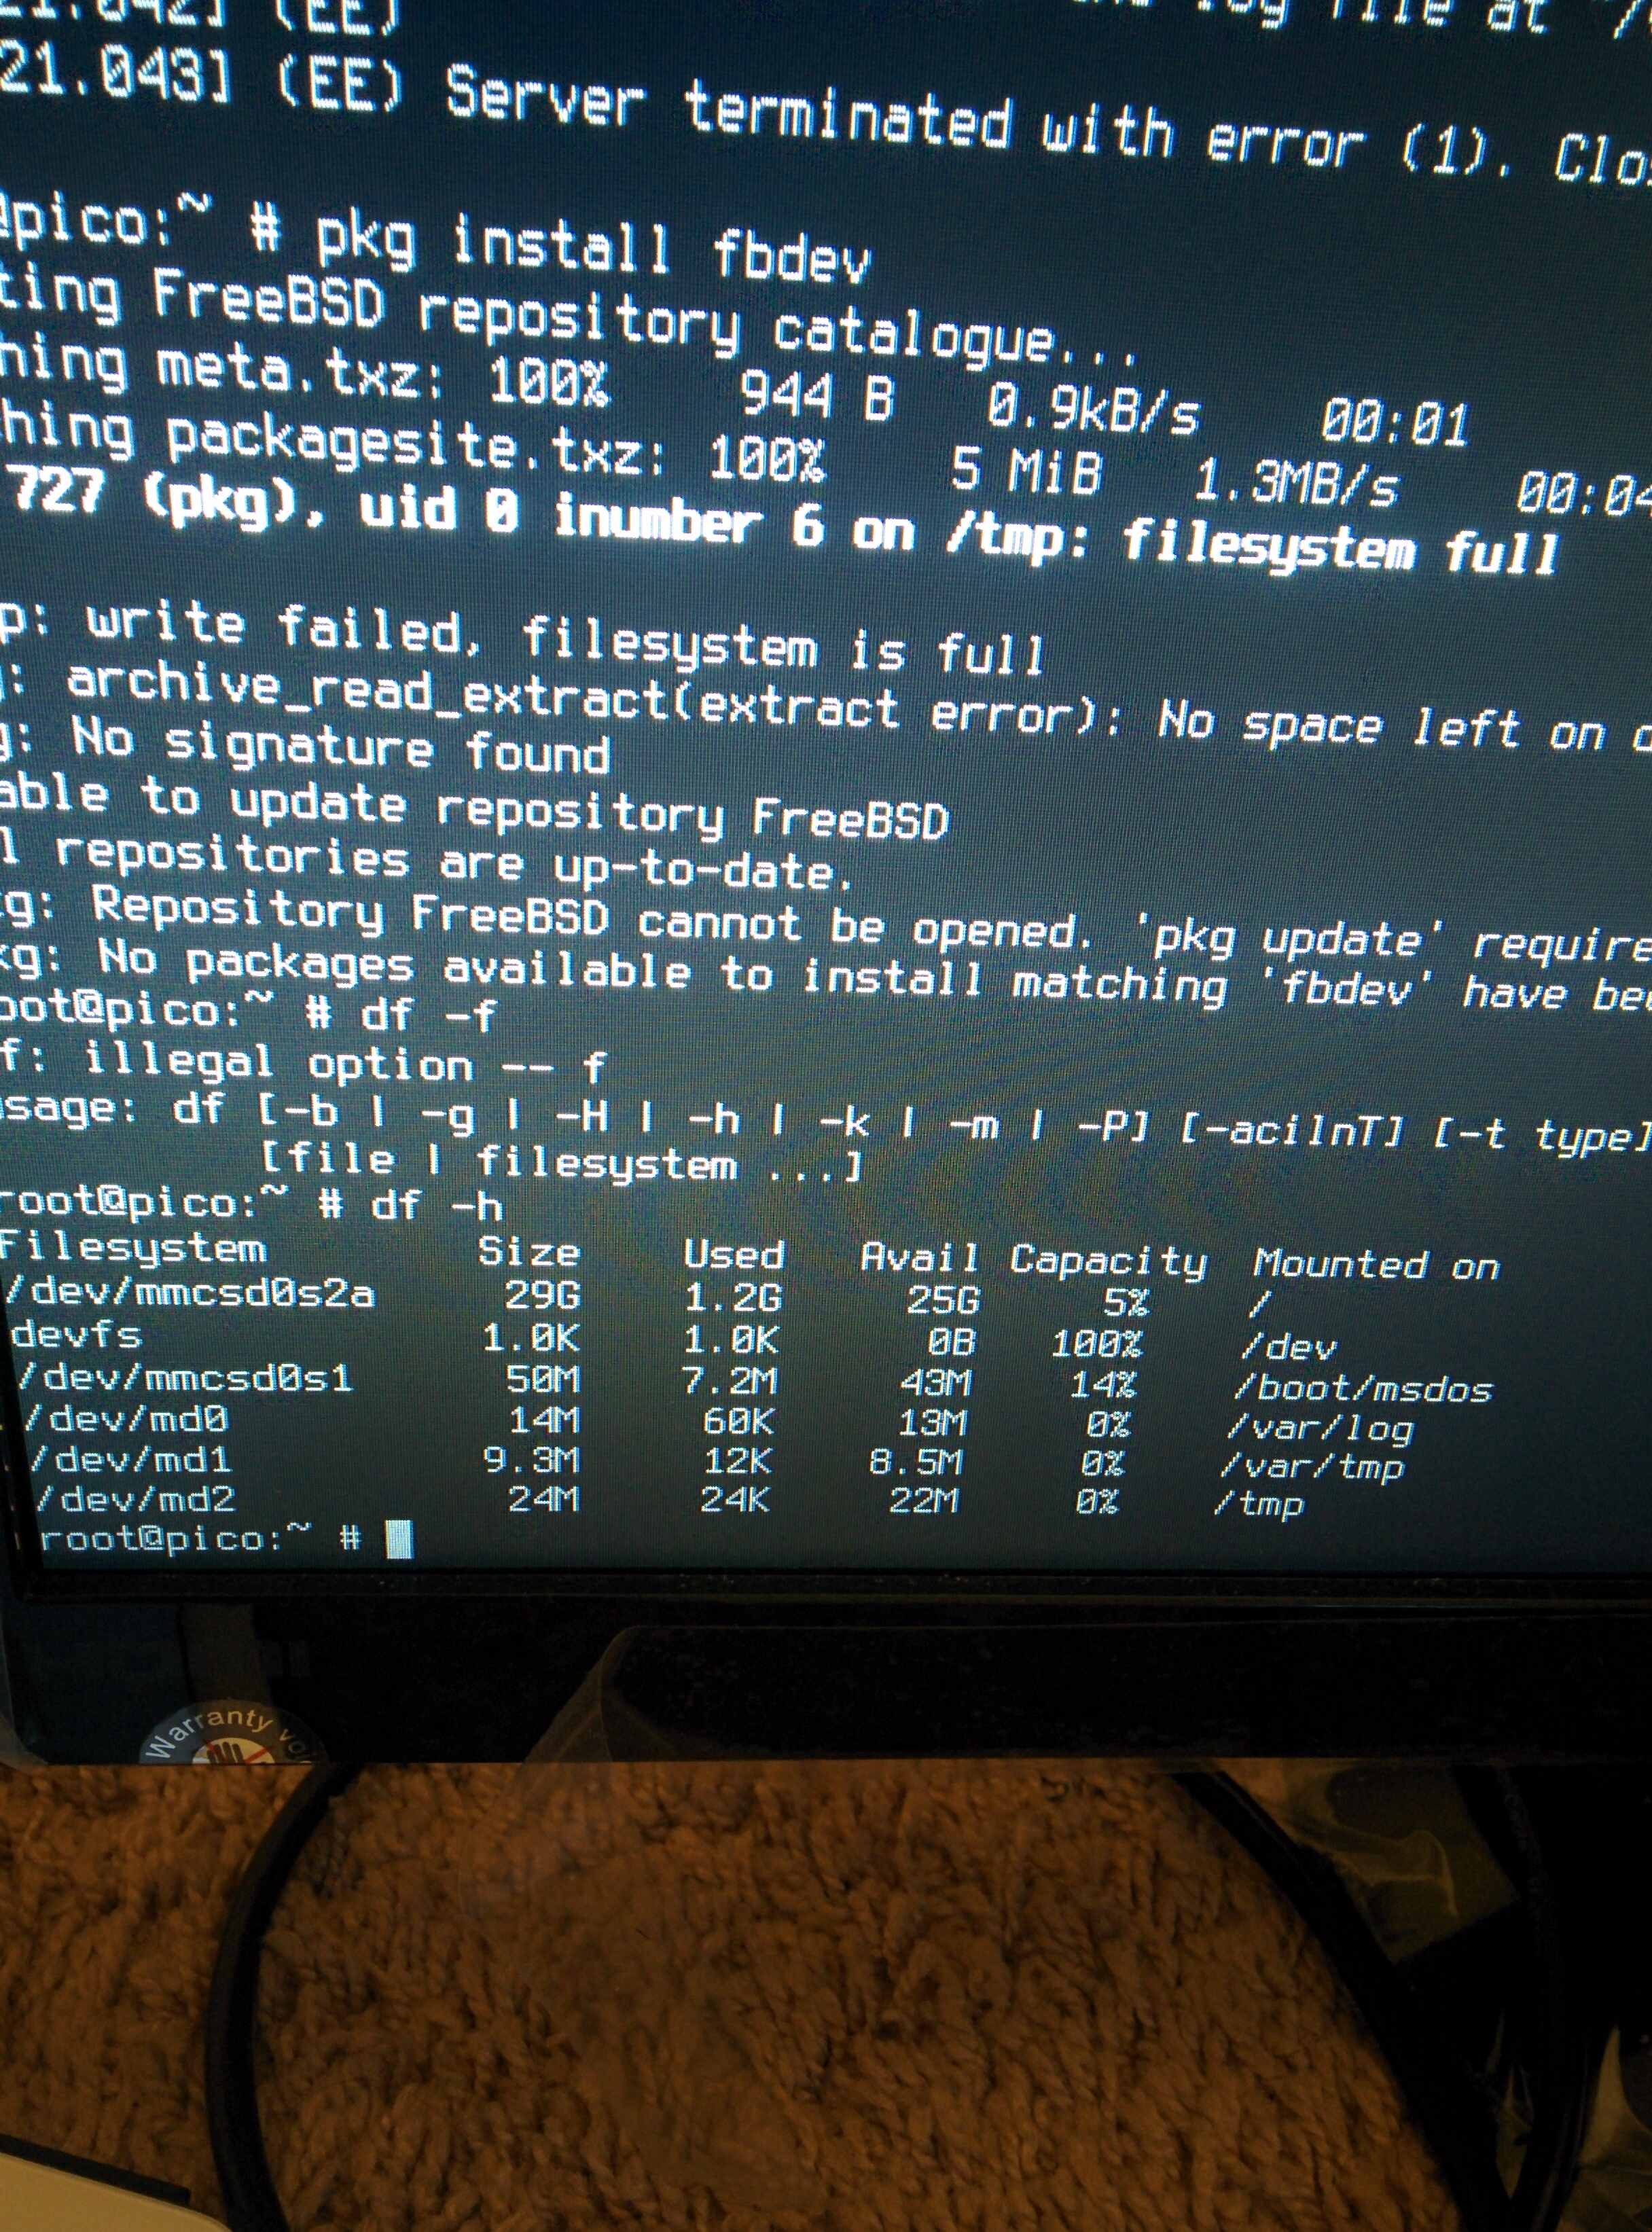 21.042] (EE)
log file at "/
21.043] (EE) Server terminated with error (1). Clos
@pico:~ # pkg install fbdev
ting FreeBSD repository catalogue...
hing meta.txz: 100% 944 B 0.9kB/s 00:01
hing packagesite.txz: 100% 5 MiB 1.3MB/s 00:04
727 (pkg), uid 0 inumber 6 on /tmp: filesystem full
p: write failed, filesystem is full
g: archive_read_extract(extract error): No space left on d
g: No signature found
able to update repository FreeBSD
l repositories are up-to-date.
kg: Repository FreeBSD cannot be opened. 'pkg update' require
kg: No packages available to install matching 'fbdev' have bee
oot@pico:~ # df -f
f: illegal option -- f
usage: df [-b | -g | -H | -h | -k | -m | -P] [-acilnT] [-t type]
[file | filesystem ...]
root@pico:~ # df -h
Filesystem Size Used Avail Capacity Mounted on
/dev/mmcsd0s2a 29G 1.2G 25G 5% /
devfs 1.0K 1.0K 0B 100% /dev
/dev/mmcsd0s1 50M 7.2M 43M 14% /boot/msdos
/dev/md0 14M 60K 13M 0% /var/log
/dev/md1 9.3M 12K 8.5M 0% /var/tmp
/dev/md2 24M 24K 22M 0% /tmp
root@pico:~ #
Warranty voi